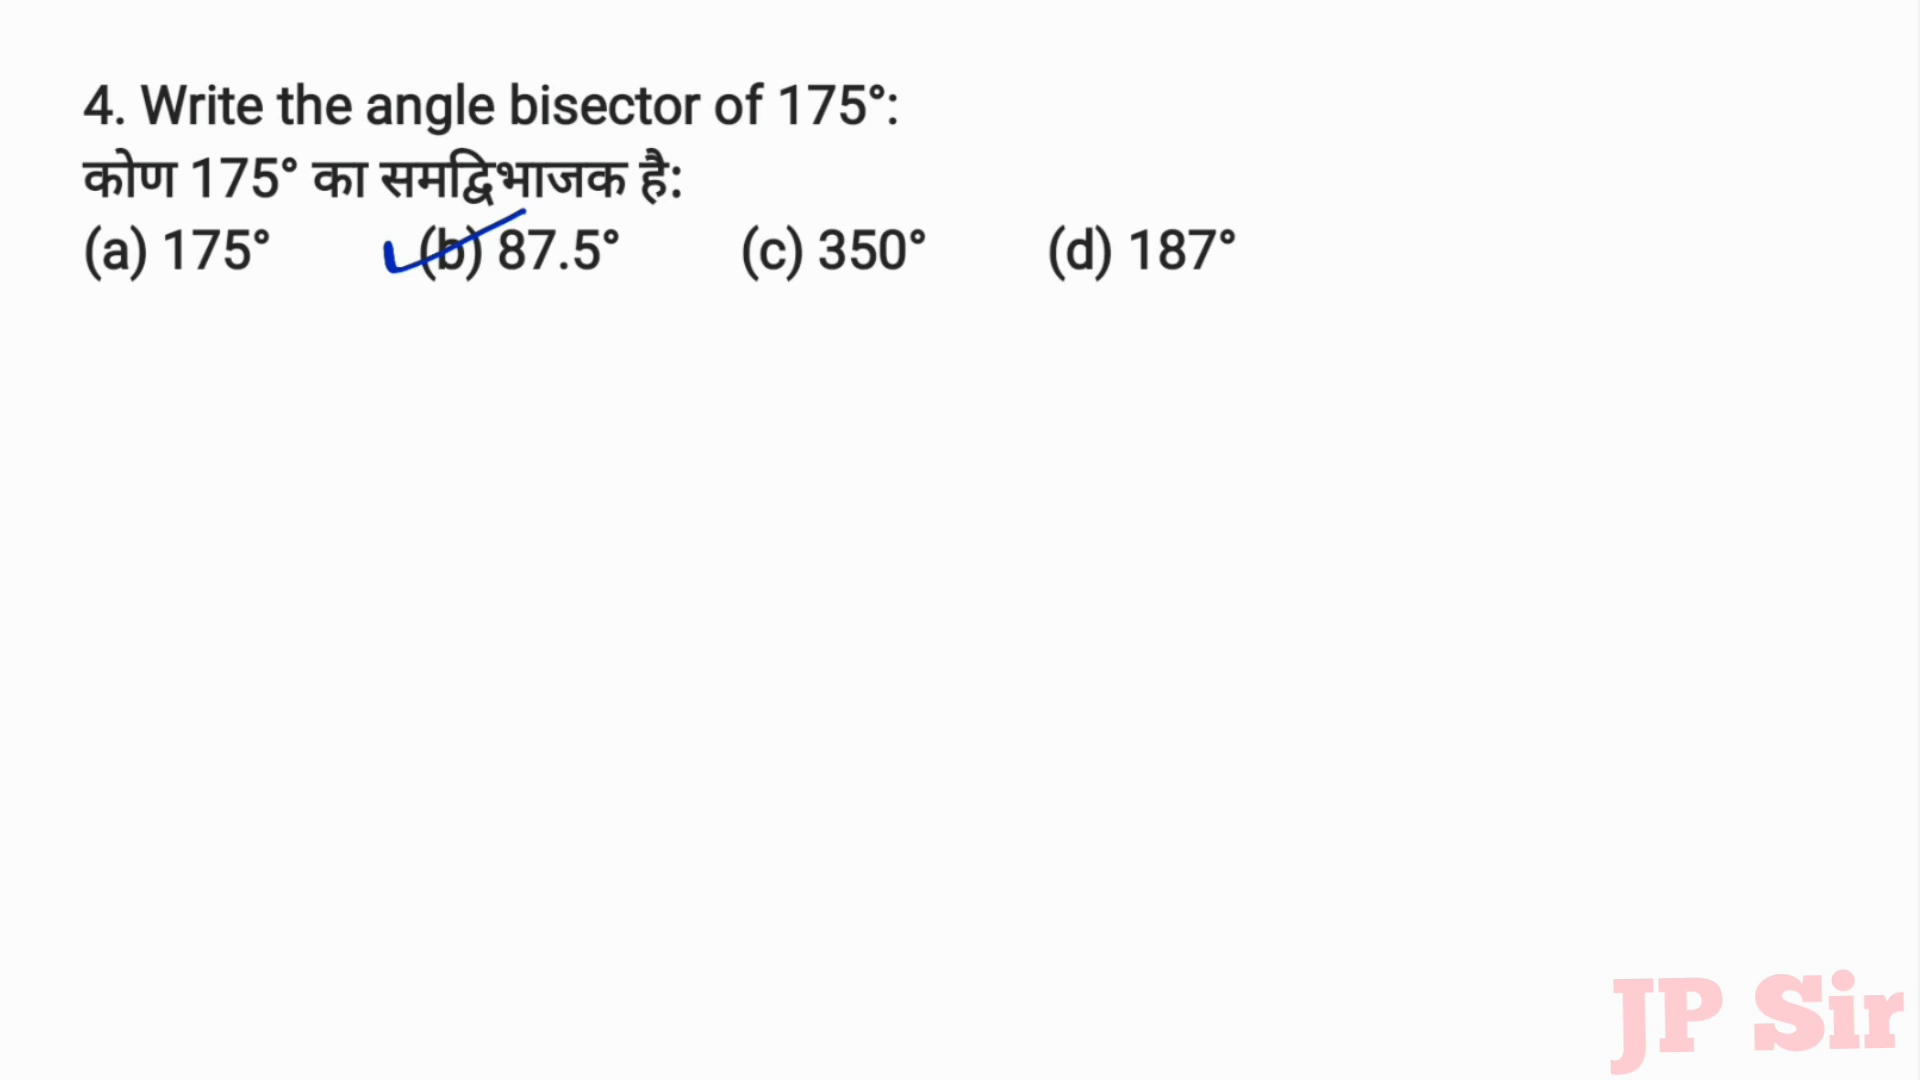 4. Write the angle bisector of 175°:
कोण 175° का समद्विभाजक है:
(a) 175° (b) 87.5° (c) 350° (d) 187°
JP Sir